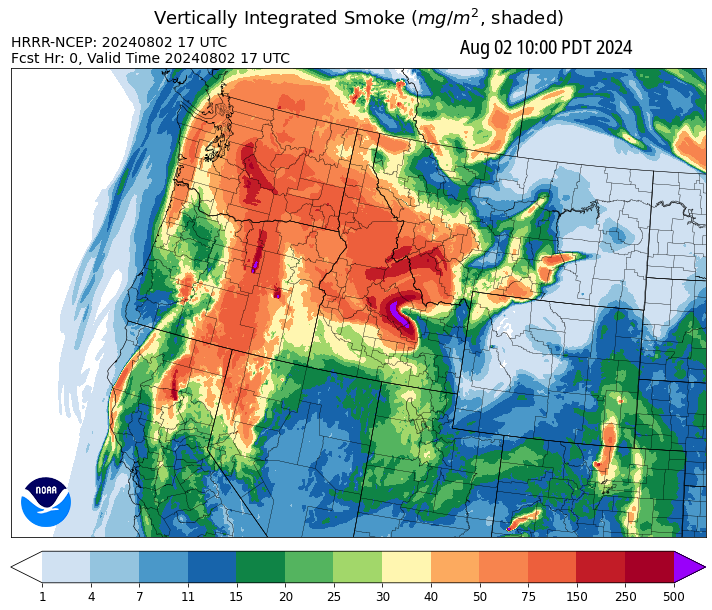 Vertically Integrated Smoke (mg/m², shaded)
HRRR-NCEP: 20240802 17 UTC
Aug 02 10:00 PDT 2024
Fcst Hr: 0, Valid Time 20240802 17 UTC
NOAA
1 4 7 11 15 20 25 30 40 50 75 150 250 500